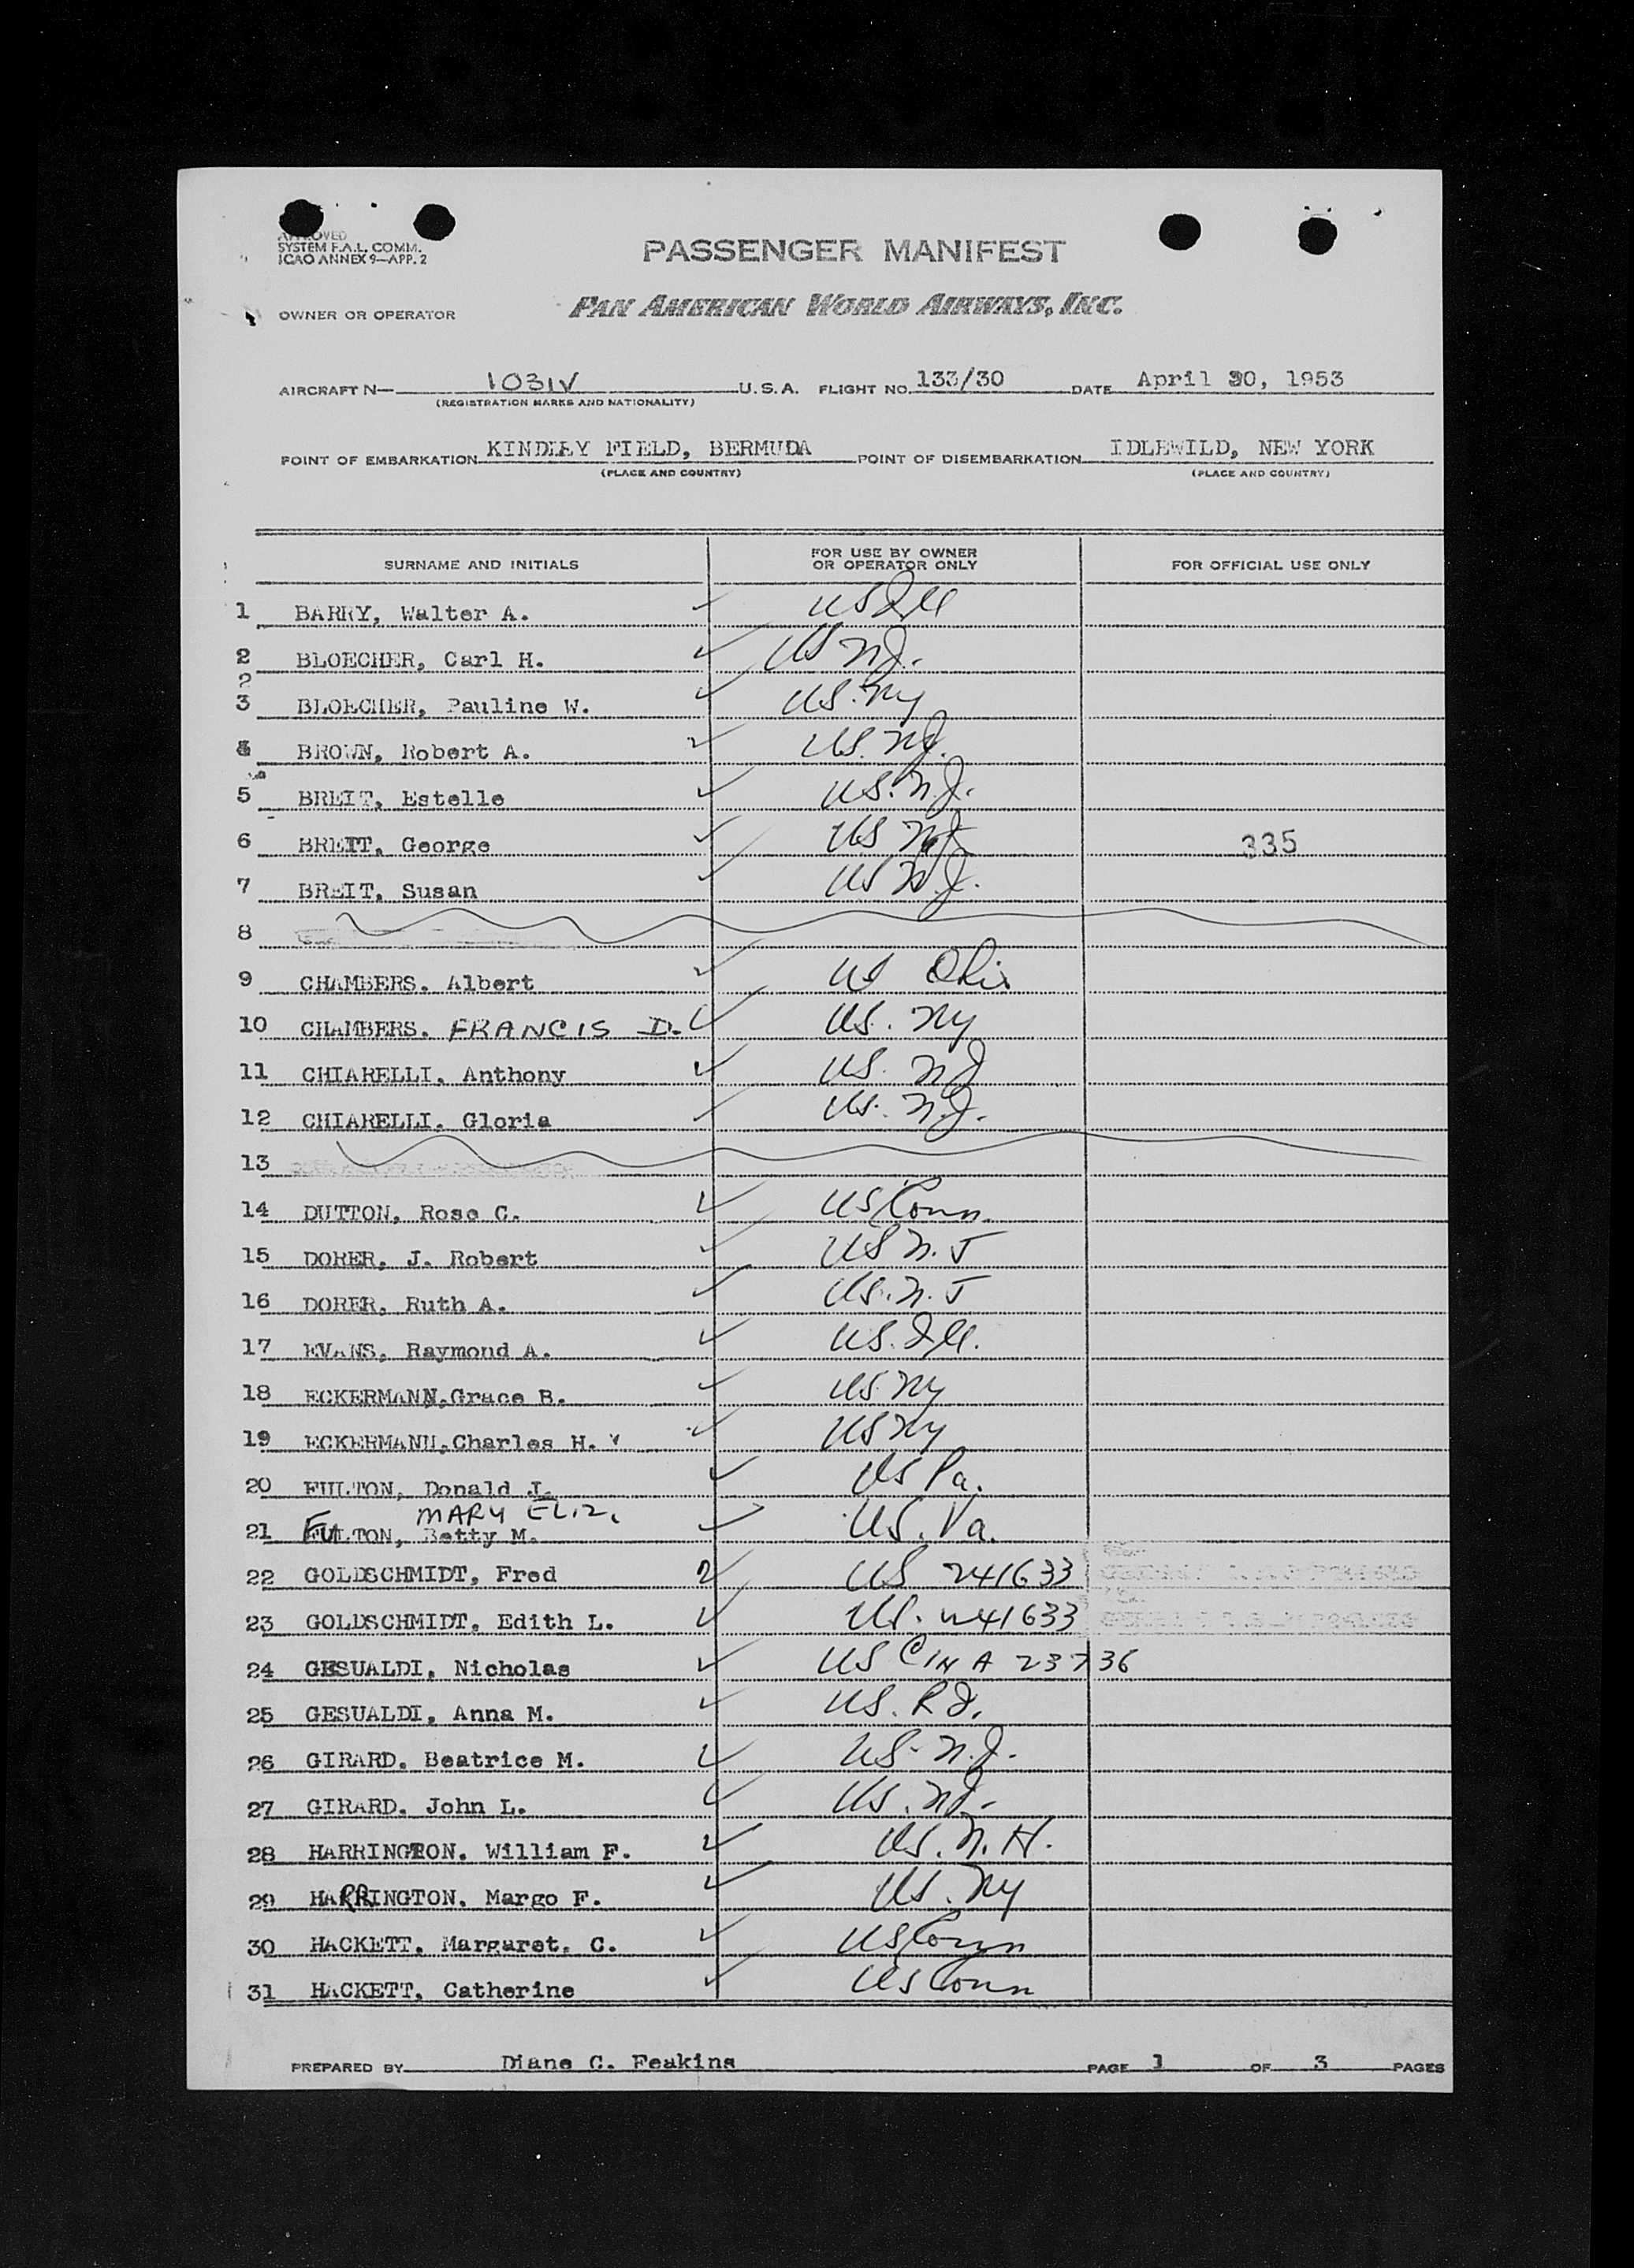 APPROVED
SYSTEM F.A.L. COMM.
ICAO ANNEX 9—APP. 2
PASSENGER MANIFEST
OWNER OR OPERATOR PAN AMERICAN WORLD AIRWAYS, INC.
AIRCRAFT N— 1031V U.S.A. FLIGHT NO. 133/30 DATE April 30, 1953
(REGISTRATION MARKS AND NATIONALITY)
POINT OF EMBARKATION KINDLEY FIELD, BERMUDA POINT OF DISEMBARKATION IDLEWILD, NEW YORK
(PLACE AND COUNTRY) (PLACE AND COUNTRY)
SURNAME AND INITIALS FOR USE BY OWNER OR OPERATOR ONLY FOR OFFICIAL USE ONLY
1 BARRY, Walter A. ✓ US Ill
2 BLOECHER, Carl H. ✓ US NJ.
2
3 BLOECHER, Pauline W. ✓ US. NY
4 BROWN, Robert A. ✓ US. NJ.
5 BREIT, Estelle ✓ US. N.J.
6 BREIT, George ✓ US NJ 335
7 BREIT, Susan ✓ US N.J.
8
9 CHAMBERS. Albert ✓ US Ohio
10 CHAMBERS. FRANCIS D. ✓ US. NY
11 CHIARELLI. Anthony ✓ US. NJ
12 CHIARELLI. Gloria ✓ US. N.J.
13
14 DUTTON, Rose C. ✓ US Conn.
15 DORER, J. Robert ✓ US N.J
16 DORER, Ruth A. ✓ US. N.J
17 EVANS, Raymond A. ✓ US. Ill.
18 ECKERMANN,Grace B. ✓ US. NY
19 ECKERMANN,Charles H. ✓ US NY
20 FULTON, Donald J. ✓ US Pa.
MARY ELIZ.
21 FULTON, Betty M. ✓ US. Va.
22 GOLDSCHMIDT, Fred ✓ US 241633
23 GOLDSCHMIDT, Edith L. ✓ US. 241633
24 GESUALDI, Nicholas ✓ US C IN A 23736
25 GESUALDI, Anna M. ✓ US. R I.
26 GIRARD. Beatrice M. ✓ US. N.J.
27 GIRARD. John L. ✓ US. NJ.
28 HARRINGTON. William F. ✓ US. N.H.
29 HARRINGTON. Margo F. ✓ US. NY
30 HACKETT. Margaret. C. ✓ US Conn
31 HACKETT. Catherine ✓ US Conn
PREPARED BY Diane C. Feakins PAGE 1 OF 3 PAGES